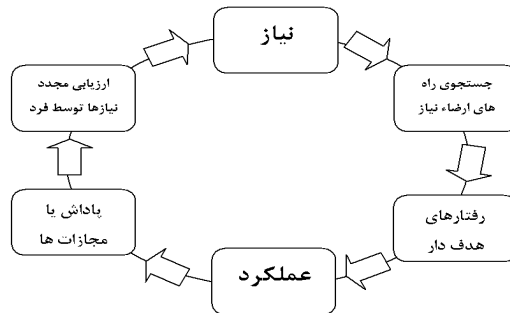 نیاز
جستجوی راه
های ارضاء نیاز
رفتارهای
هدف دار
عملکرد
پاداش یا
مجازات ها
ارزیابی مجدد
نیازها توسط فرد